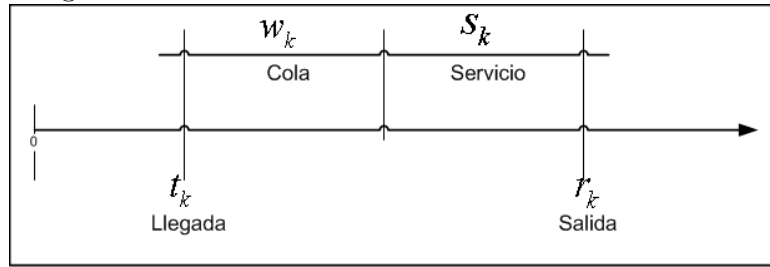 w_k S_k
Cola Servicio
0
t_k r_k
Llegada Salida